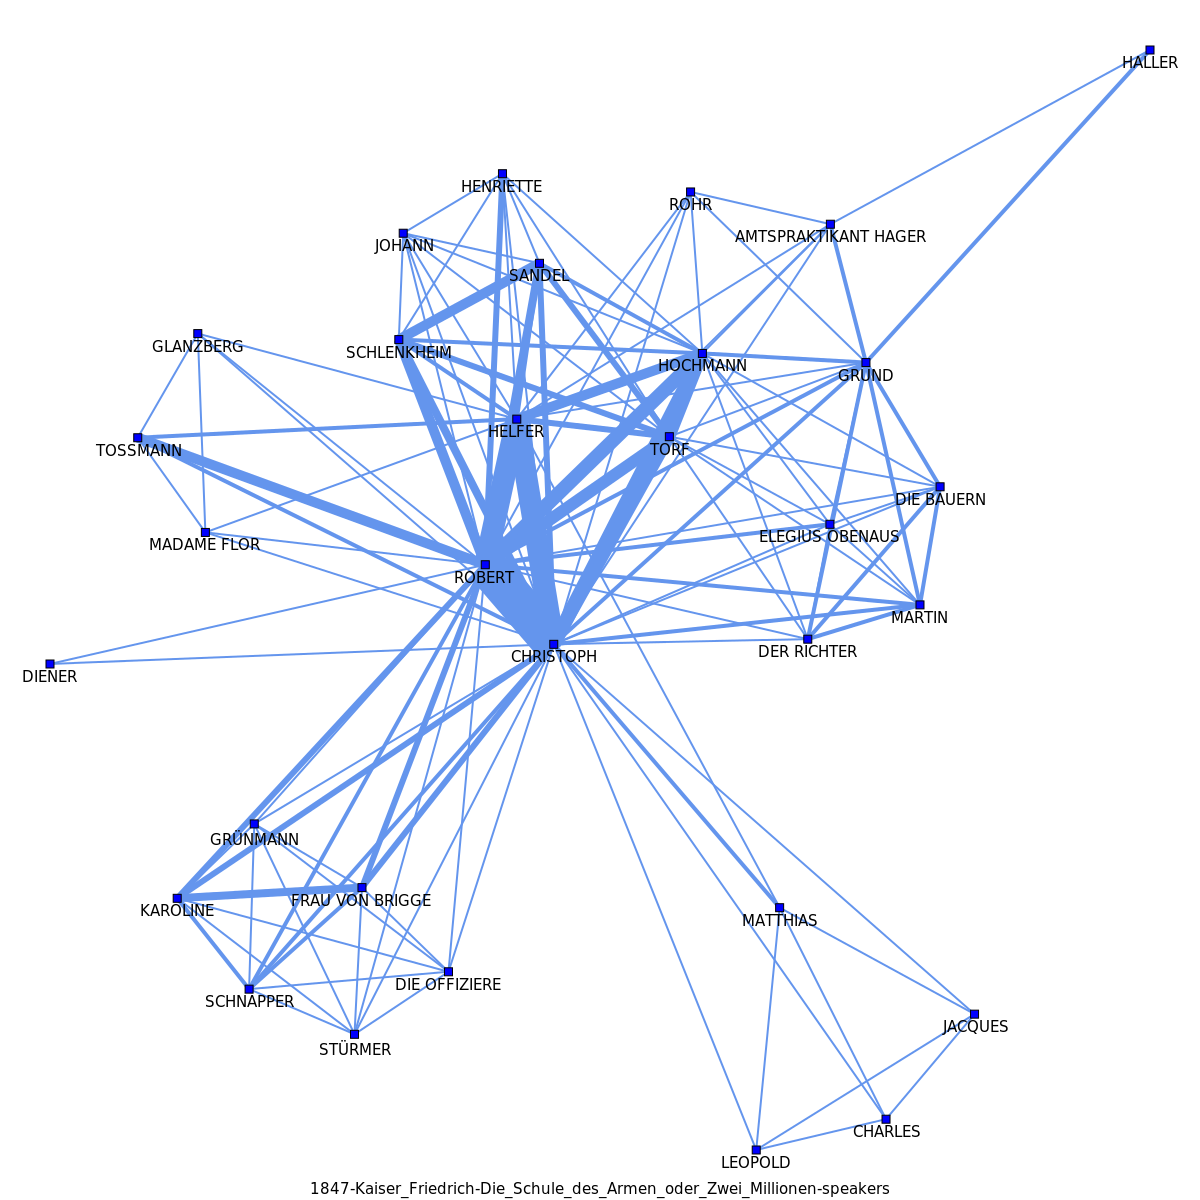 HALLER
HENRIETTE
ROHR
AMTSPRAKTIKANT HAGER
JOHANN
SANDEL
GLANZBERG
SCHLENKHEIM
HOCHMANN
GRUND
HELFER
TOSSMANN
TORF
DIE BAUERN
ELEGIUS OBENAUS
MADAME FLOR
ROBERT
MARTIN
CHRISTOPH
DER RICHTER
DIENER
GRÜNMANN
FRAU VON BRIGGE
KAROLINE
MATTHIAS
DIE OFFIZIERE
SCHNAPPER
JACQUES
STÜRMER
CHARLES
LEOPOLD
1847-Kaiser_Friedrich-Die_Schule_des_Armen_oder_Zwei_Millionen-speakers